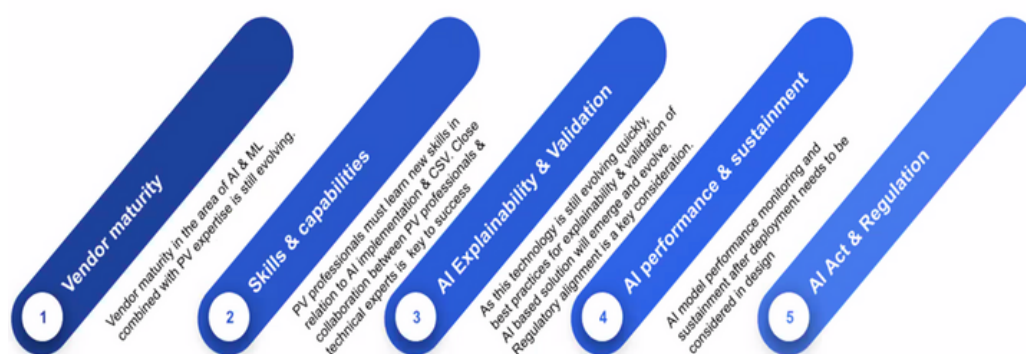 1
Vendor maturity
Vendor maturity in the area of AI & ML
combined with PV expertise is still evolving.
2
Skills & capabilities
PV professionals must learn new skills in
relation to AI implementation & CSV. Close
collaboration between PV professionals &
technical experts is key to success
3
AI Explainability & Validation
As this technology is still evolving quickly,
best practices for explainability & validation of
AI based solution will emerge and evolve.
Regulatory alignment is a key consideration.
4
AI performance & sustainment
AI model performance monitoring and
sustainment after deployment needs to be
considered in design
5
AI Act & Regulation